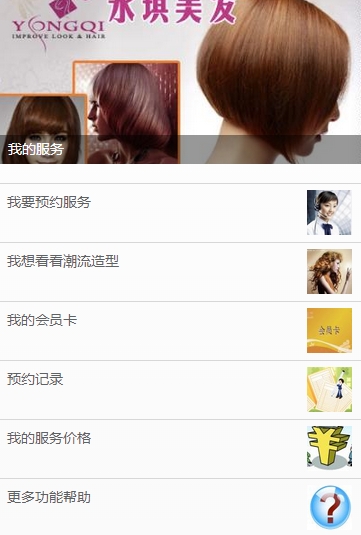 永琪美发
YONGQI
IMPROVE LOOK & HAIR
我的服务
我要预约服务
我想看看潮流造型
我的会员卡
会员卡
预约记录
我的服务价格
更多功能帮助
?